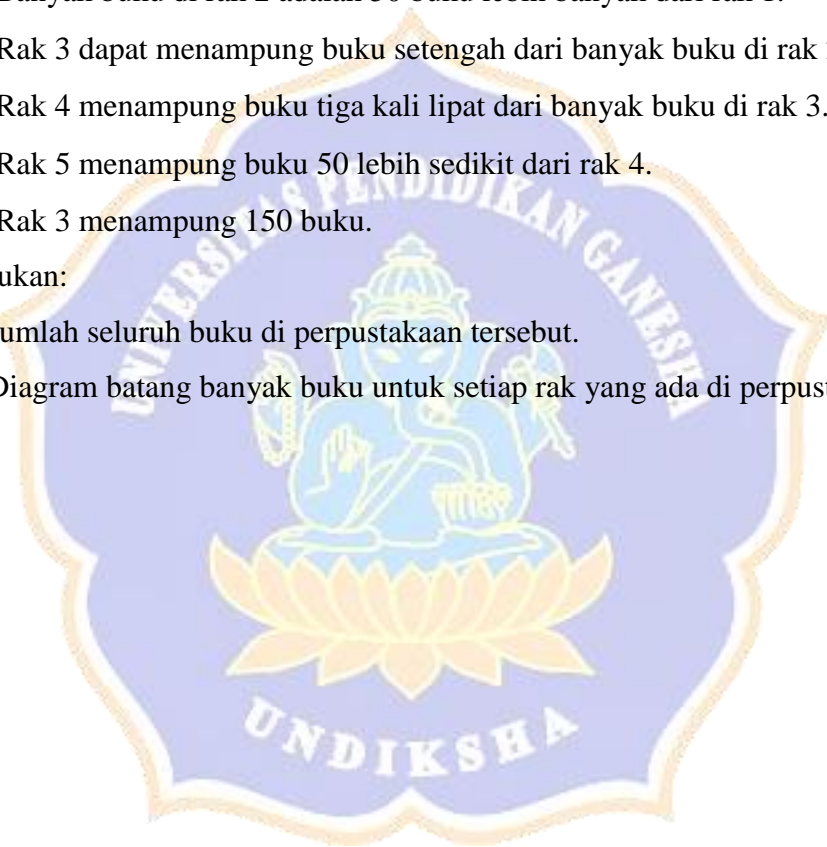 buku di rak 2 adalah 50 buku lebih banyak dari rak 1.
Rak 3 dapat menampung buku setengah dari banyak buku di rak
Rak 4 menampung buku tiga kali lipat dari banyak buku di rak 3.
Rak 5 menampung buku 50 lebih sedikit dari rak 4.
Rak 3 menampung 150 buku.
ukan:
umlah seluruh buku di perpustakaan tersebut.
Diagram batang banyak buku untuk setiap rak yang ada di perpust
UNIVERSITAS PENDIDIKAN GANESHA
UNDIKSHA